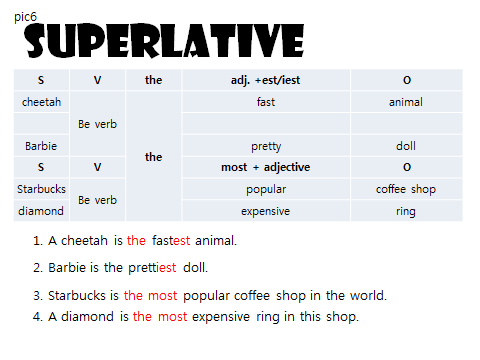 pic6
SUPERLATIVE
S V the adj. +est/iest O
cheetah fast animal
Be verb
Barbie pretty doll
the
S V most + adjective O
Starbucks popular coffee shop
Be verb
diamond expensive ring
1. A cheetah is the fastest animal.
2. Barbie is the prettiest doll.
3. Starbucks is the most popular coffee shop in the world.
4. A diamond is the most expensive ring in this shop.